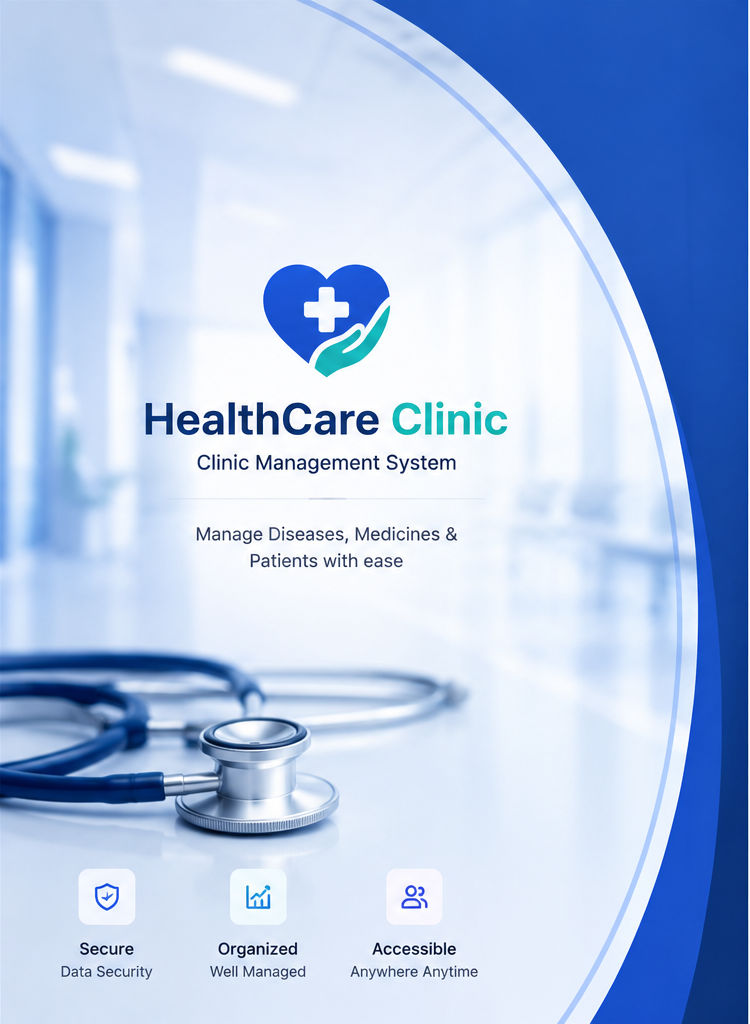 HealthCare Clinic
Clinic Management System
Manage Diseases, Medicines &
Patients with ease
Secure
Data Security
Organized
Well Managed
Accessible
Anywhere Anytime